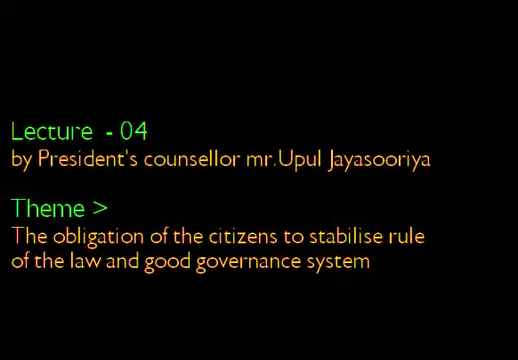 Lecture - 04
by President's counsellor mr.Upul Jayasooriya
Theme >
The obligation of the citizens to stabilise rule
of the law and good governance system